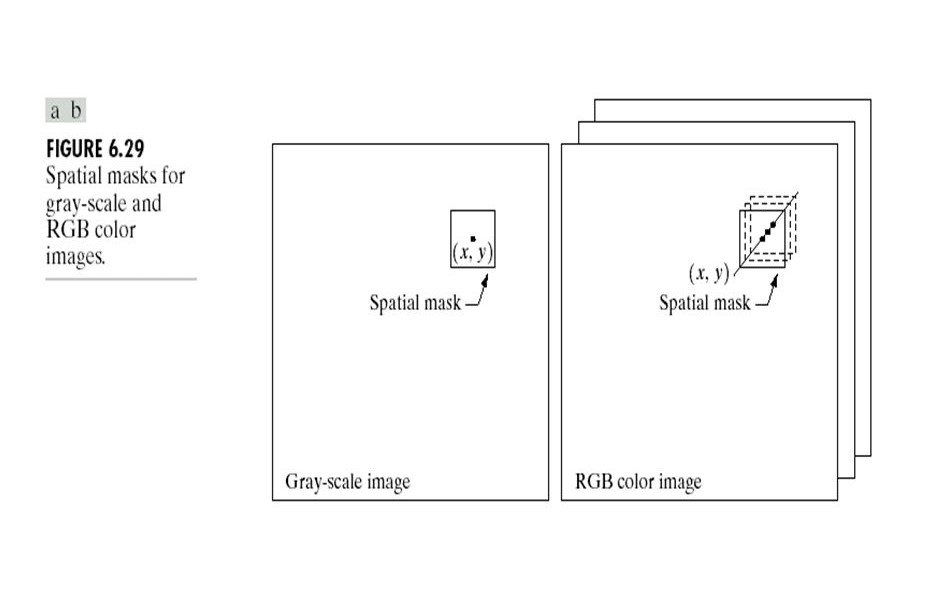 a b
FIGURE 6.29
Spatial masks for
gray-scale and
RGB color
images.
(x, y)
Spatial mask
Gray-scale image
(x, y)
Spatial mask
RGB color image